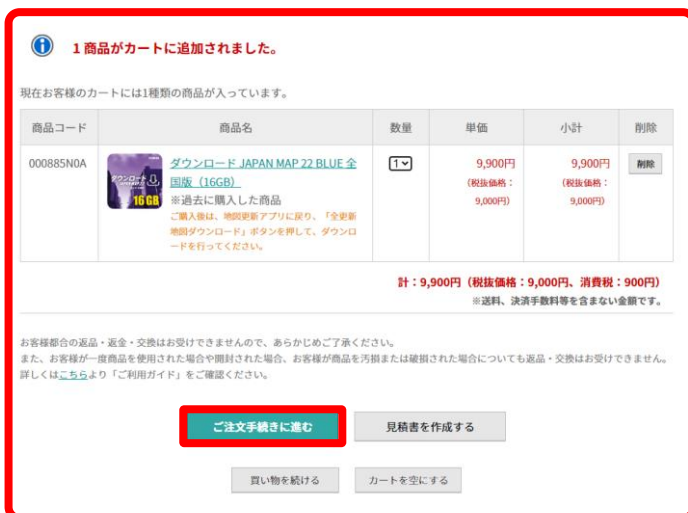 1 商品がカートに追加されました。
現在お客様のカートには1種類の商品が入っています。
商品コード 商品名 数量 単価 小計 削除
000885N0A ダウンロード JAPAN MAP 22 BLUE 全国版（16GB） 1 9,900円 9,900円 削除
※過去に購入した商品 (税抜価格：9,000円) (税抜価格：9,000円)
ご購入後は、地図更新アプリに戻り、「全更新
地図ダウンロード」ボタンを押して、ダウンロ
ードを行ってください。
ダウンロード
16 GB
計：9,900円（税抜価格：9,000円、消費税：900円）
※送料、決済手数料等を含まない金額です。
お客様都合の返品・返金・交換はお受けできませんので、あらかじめご了承ください。
また、お客様が一度商品を使用された場合や開封された場合、お客様が商品を汚損または破損された場合についても返品・交換はお受けできません。
詳しくはこちらより「ご利用ガイド」をご確認ください。
ご注文手続きに進む 見積書を作成する
買い物を続ける カートを空にする